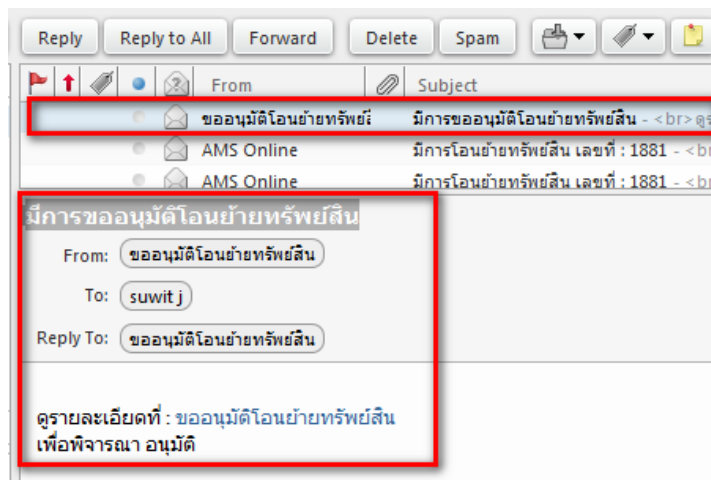 Reply Reply to All Forward Delete Spam
From Subject
ขออนุมัติโอนย้ายทรัพย์สิ มีการขออนุมัติโอนย้ายทรัพย์สิน - <br> ดูร
AMS Online มีการโอนย้ายทรัพย์สิน เลขที่ : 1881 - <b
AMS Online มีการโอนย้ายทรัพย์สิน เลขที่ : 1881 - <b
มีการขออนุมัติโอนย้ายทรัพย์สิน
From: ขออนุมัติโอนย้ายทรัพย์สิน
To: suwit j
Reply To: ขออนุมัติโอนย้ายทรัพย์สิน
ดูรายละเอียดที่ : ขออนุมัติโอนย้ายทรัพย์สิน
เพื่อพิจารณา อนุมัติ